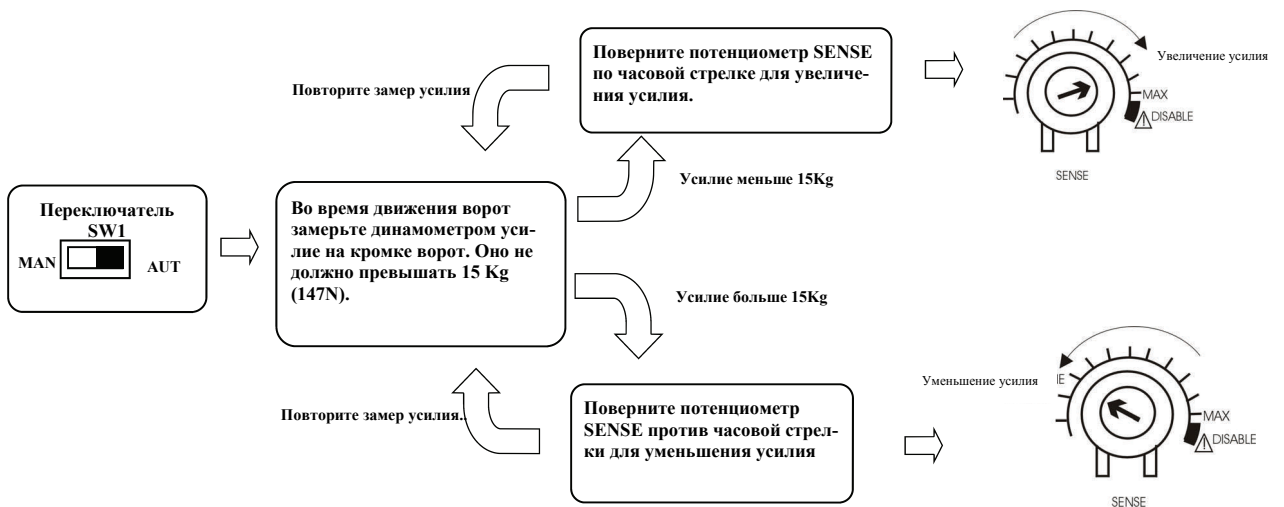 Переключатель
SW1
MAN
AUT
Во время движения ворот
замерьте динамометром уси-
лие на кромке ворот. Оно не
должно превышать 15 Kg
(147N).
Повторите замер усилия
Поверните потенциометр SENSE
по часовой стрелке для увеличе-
ния усилия.
Увеличение усилия
MAX
DISABLE
SENSE
Усилие меньше 15Kg
Усилие больше 15Kg
Повторите замер усилия..
Поверните потенциометр
SENSE против часовой стрел-
ки для уменьшения усилия
Уменьшение усилия
MAX
DISABLE
SENSE